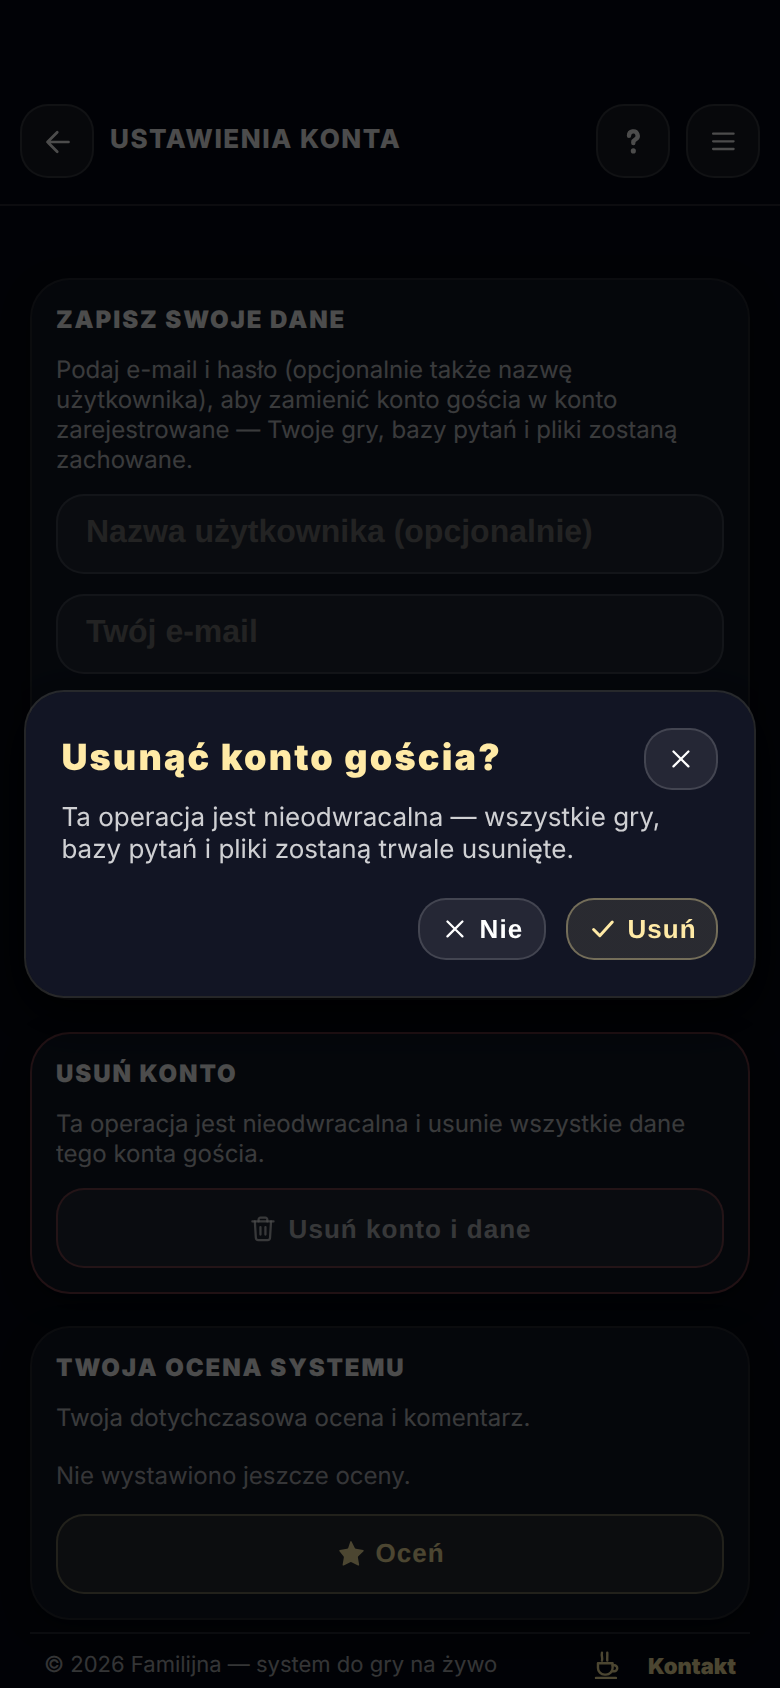 USTAWIENIA KONTA
?
ZAPISZ SWOJE DANE
Podaj e-mail i hasło (opcjonalnie także nazwę
użytkownika), aby zamienić konto gościa w konto
zarejestrowane — Twoje gry, bazy pytań i pliki zostaną
zachowane.
Nazwa użytkownika (opcjonalnie)
Twój e-mail
Usunąć konto gościa?
Ta operacja jest nieodwracalna — wszystkie gry,
bazy pytań i pliki zostaną trwale usunięte.
Nie
Usuń
USUŃ KONTO
Ta operacja jest nieodwracalna i usunie wszystkie dane
tego konta gościa.
Usuń konto i dane
TWOJA OCENA SYSTEMU
Twoja dotychczasowa ocena i komentarz.
Nie wystawiono jeszcze oceny.
Oceń
© 2026 Familijna — system do gry na żywo
Kontakt